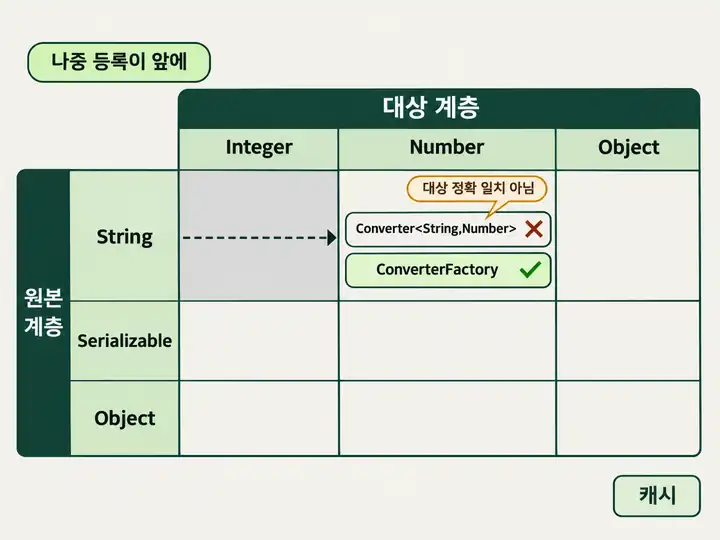 나중 등록이 앞에
대상 계층
Integer
Number
Object
원본
계층
String
대상 정확 일치 아님
Converter<String,Number>
ConverterFactory
Serializable
Object
캐시